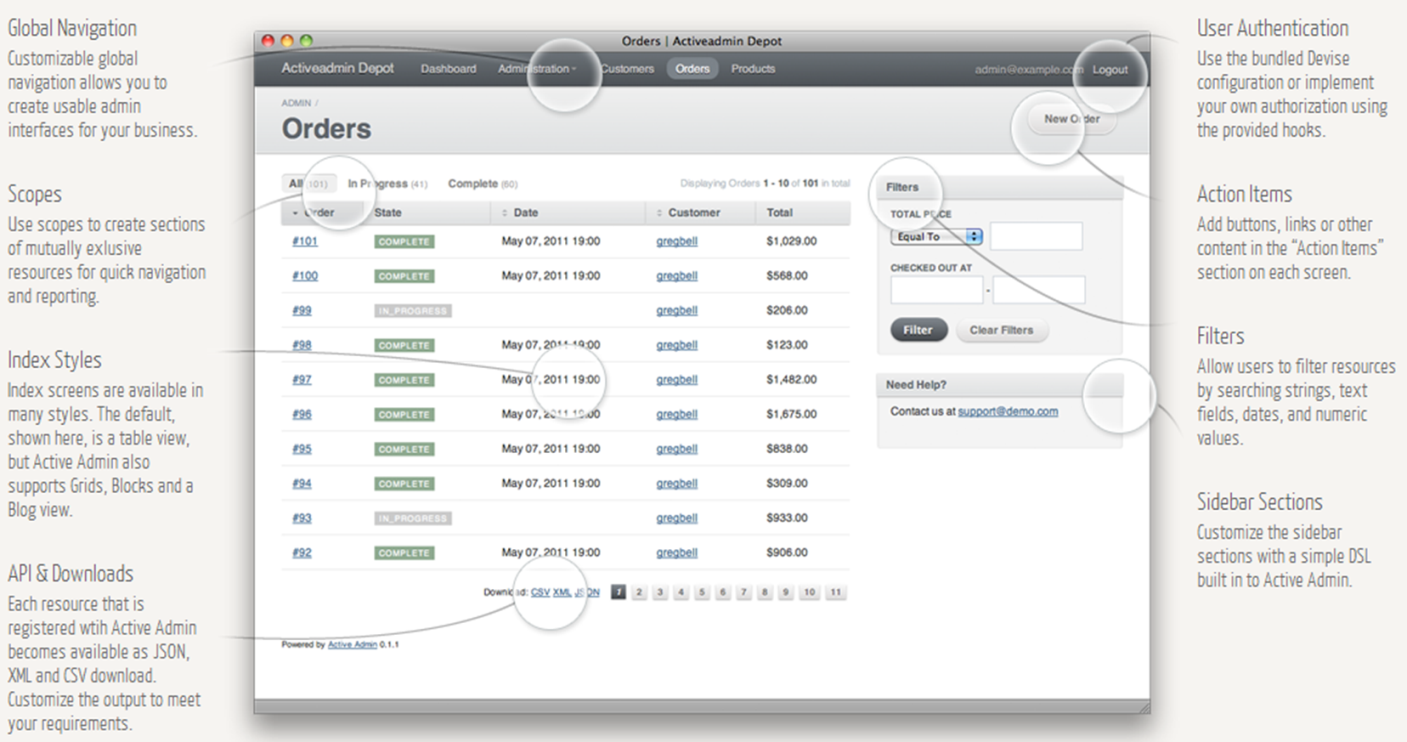 Global Navigation
Customizable global
navigation allows you to
create usable admin
interfaces for your business.
Scopes
Use scopes to create sections
of mutually exlusive
resources for quick navigation
and reporting.
Index Styles
Index screens are available in
many styles. The default,
shown here, is a table view,
but Active Admin also
supports Grids, Blocks and a
Blog view.
API & Downloads
Each resource that is
registered wtih Active Admin
becomes available as JSON,
XML and CSV download.
Customize the output to meet
your requirements.
Orders | Activeadmin Depot
Activeadmin Depot Dashboard Administration Customers Orders Products admin@example.com Logout
ADMIN /
Orders
New Order
All (101) In Progress (41) Complete (60) Displaying Orders 1 - 10 of 101 in total
Order State Date Customer Total
#101 COMPLETE May 07, 2011 19:00 gregbell $1,029.00
#100 COMPLETE May 07, 2011 19:00 gregbell $568.00
#99 IN_PROGRESS gregbell $206.00
#98 COMPLETE May 07, 2011 19:00 gregbell $123.00
#97 COMPLETE May 07, 2011 19:00 gregbell $1,482.00
#96 COMPLETE May 07, 2011 19:00 gregbell $1,675.00
#95 COMPLETE May 07, 2011 19:00 gregbell $838.00
#94 COMPLETE May 07, 2011 19:00 gregbell $309.00
#93 IN_PROGRESS gregbell $933.00
#92 COMPLETE May 07, 2011 19:00 gregbell $906.00
Download: CSV XML JSON 1 2 3 4 5 6 7 8 9 10 11
Powered by Active Admin 0.1.1
Filters
TOTAL PRICE
Equal To
CHECKED OUT AT
-
Filter Clear Filters
Need Help?
Contact us at support@demo.com
User Authentication
Use the bundled Devise
configuration or implement
your own authorization using
the provided hooks.
Action Items
Add buttons, links or other
content in the “Action Items”
section on each screen.
Filters
Allow users to filter resources
by searching strings, text
fields, dates, and numeric
values.
Sidebar Sections
Customize the sidebar
sections with a simple DSL
built in to Active Admin.